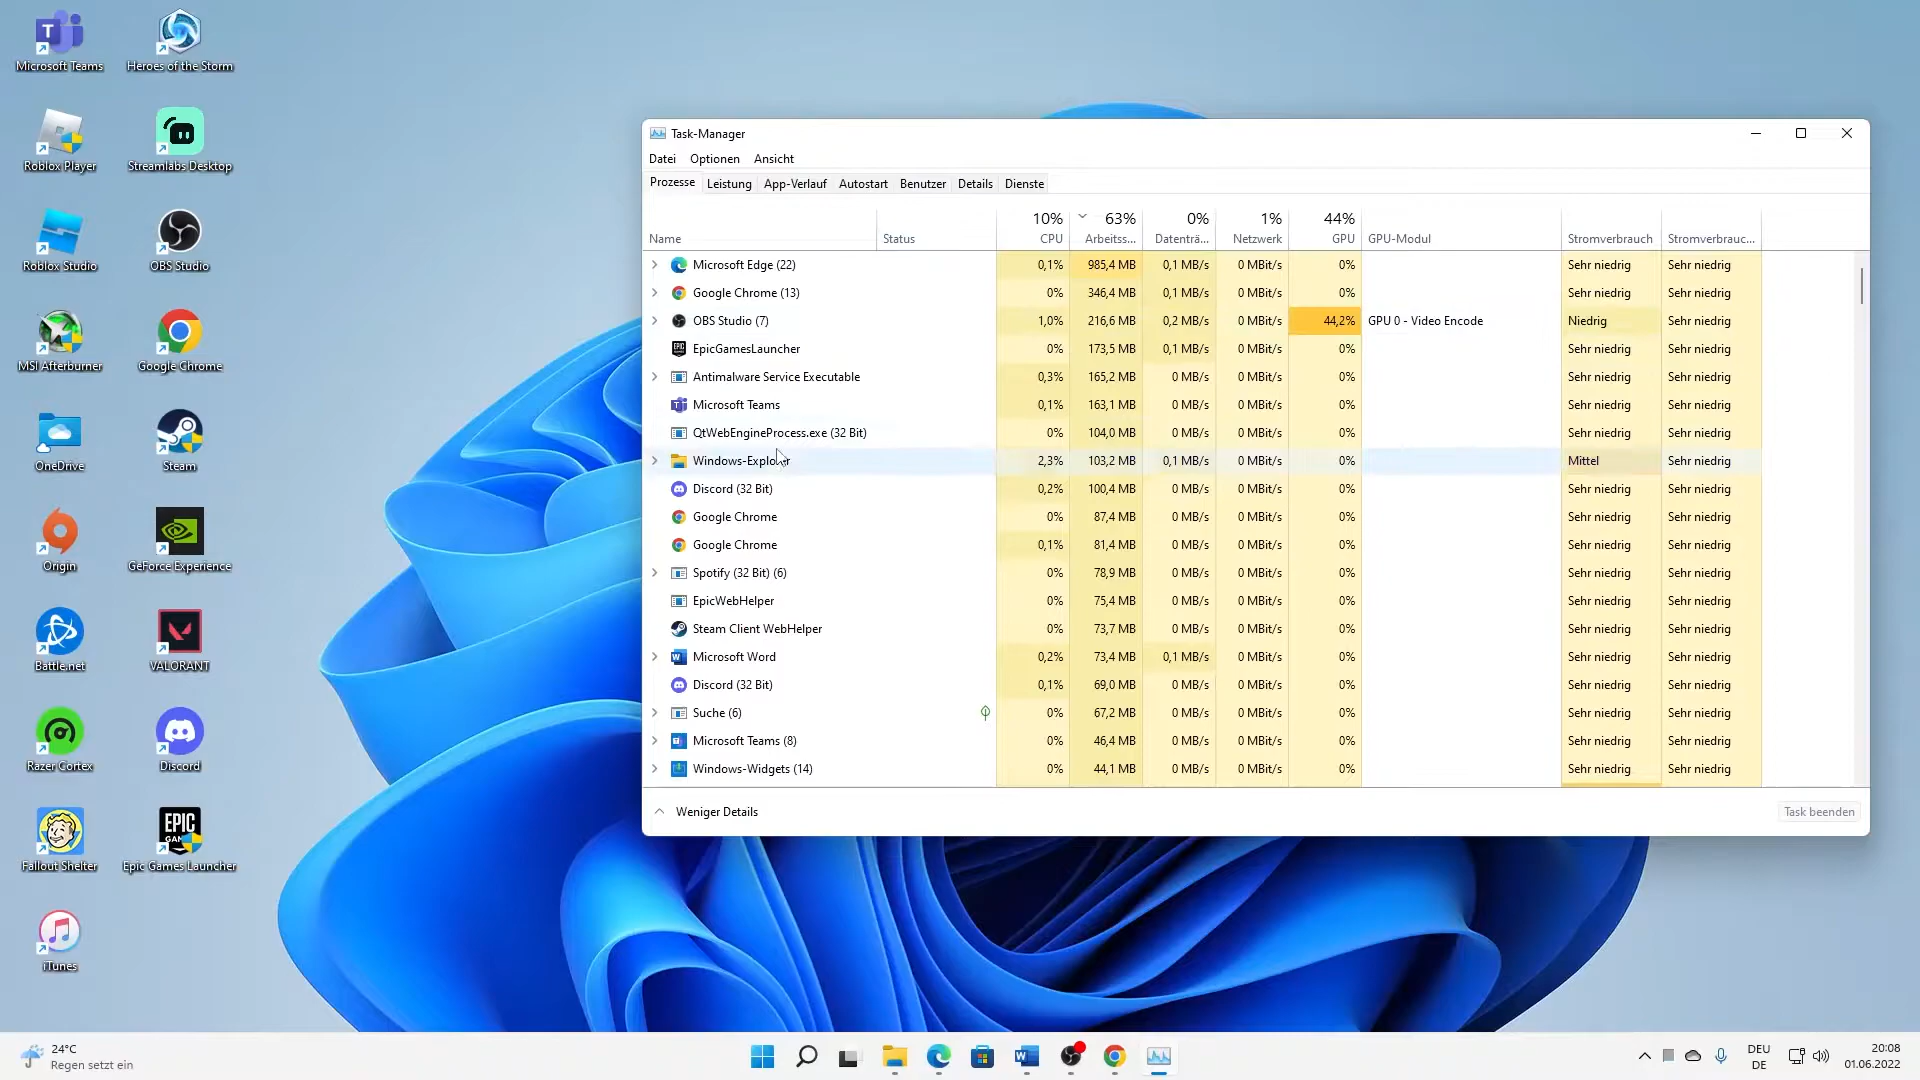 Microsoft Teams
Heroes of the Storm
Roblox Player
Streamlabs Desktop
Roblox Studio
OBS Studio
MSI Afterburner
Google Chrome
OneDrive
Steam
Origin
GeForce Experience
Battle.net
VALORANT
Razer Cortex
Discord
Fallout Shelter
EPIC
GAMES
Epic Games Launcher
iTunes
Task-Manager
Datei Optionen Ansicht
Prozesse Leistung App-Verlauf Autostart Benutzer Details Dienste
10% 63% 0% 1% 44%
Name Status CPU Arbeitss... Datenträ... Netzwerk GPU GPU-Modul Stromverbrauch Stromverbrauc...
Microsoft Edge (22) 0,1% 985,4 MB 0,1 MB/s 0 MBit/s 0% Sehr niedrig Sehr niedrig
Google Chrome (13) 0% 346,4 MB 0,1 MB/s 0 MBit/s 0% Sehr niedrig Sehr niedrig
OBS Studio (7) 1,0% 216,6 MB 0,2 MB/s 0 MBit/s 44,2% GPU 0 - Video Encode Niedrig Sehr niedrig
EpicGamesLauncher 0% 173,5 MB 0,1 MB/s 0 MBit/s 0% Sehr niedrig Sehr niedrig
Antimalware Service Executable 0,3% 165,2 MB 0 MB/s 0 MBit/s 0% Sehr niedrig Sehr niedrig
Microsoft Teams 0,1% 163,1 MB 0 MB/s 0 MBit/s 0% Sehr niedrig Sehr niedrig
QtWebEngineProcess.exe (32 Bit) 0% 104,0 MB 0 MB/s 0 MBit/s 0% Sehr niedrig Sehr niedrig
Windows-Explorer 2,3% 103,2 MB 0,1 MB/s 0 MBit/s 0% Mittel Sehr niedrig
Discord (32 Bit) 0,2% 100,4 MB 0 MB/s 0 MBit/s 0% Sehr niedrig Sehr niedrig
Google Chrome 0% 87,4 MB 0 MB/s 0 MBit/s 0% Sehr niedrig Sehr niedrig
Google Chrome 0,1% 81,4 MB 0 MB/s 0 MBit/s 0% Sehr niedrig Sehr niedrig
Spotify (32 Bit) (6) 0% 78,9 MB 0 MB/s 0 MBit/s 0% Sehr niedrig Sehr niedrig
EpicWebHelper 0% 75,4 MB 0 MB/s 0 MBit/s 0% Sehr niedrig Sehr niedrig
Steam Client WebHelper 0% 73,7 MB 0 MB/s 0 MBit/s 0% Sehr niedrig Sehr niedrig
Microsoft Word 0,2% 73,4 MB 0,1 MB/s 0 MBit/s 0% Sehr niedrig Sehr niedrig
Discord (32 Bit) 0,1% 69,0 MB 0 MB/s 0 MBit/s 0% Sehr niedrig Sehr niedrig
Suche (6) 0% 67,2 MB 0 MB/s 0 MBit/s 0% Sehr niedrig Sehr niedrig
Microsoft Teams (8) 0% 46,4 MB 0 MB/s 0 MBit/s 0% Sehr niedrig Sehr niedrig
Windows-Widgets (14) 0% 44,1 MB 0 MB/s 0 MBit/s 0% Sehr niedrig Sehr niedrig
Weniger Details
Task beenden
24°C
Regen setzt ein
DEU
DE
20:08
01.06.2022